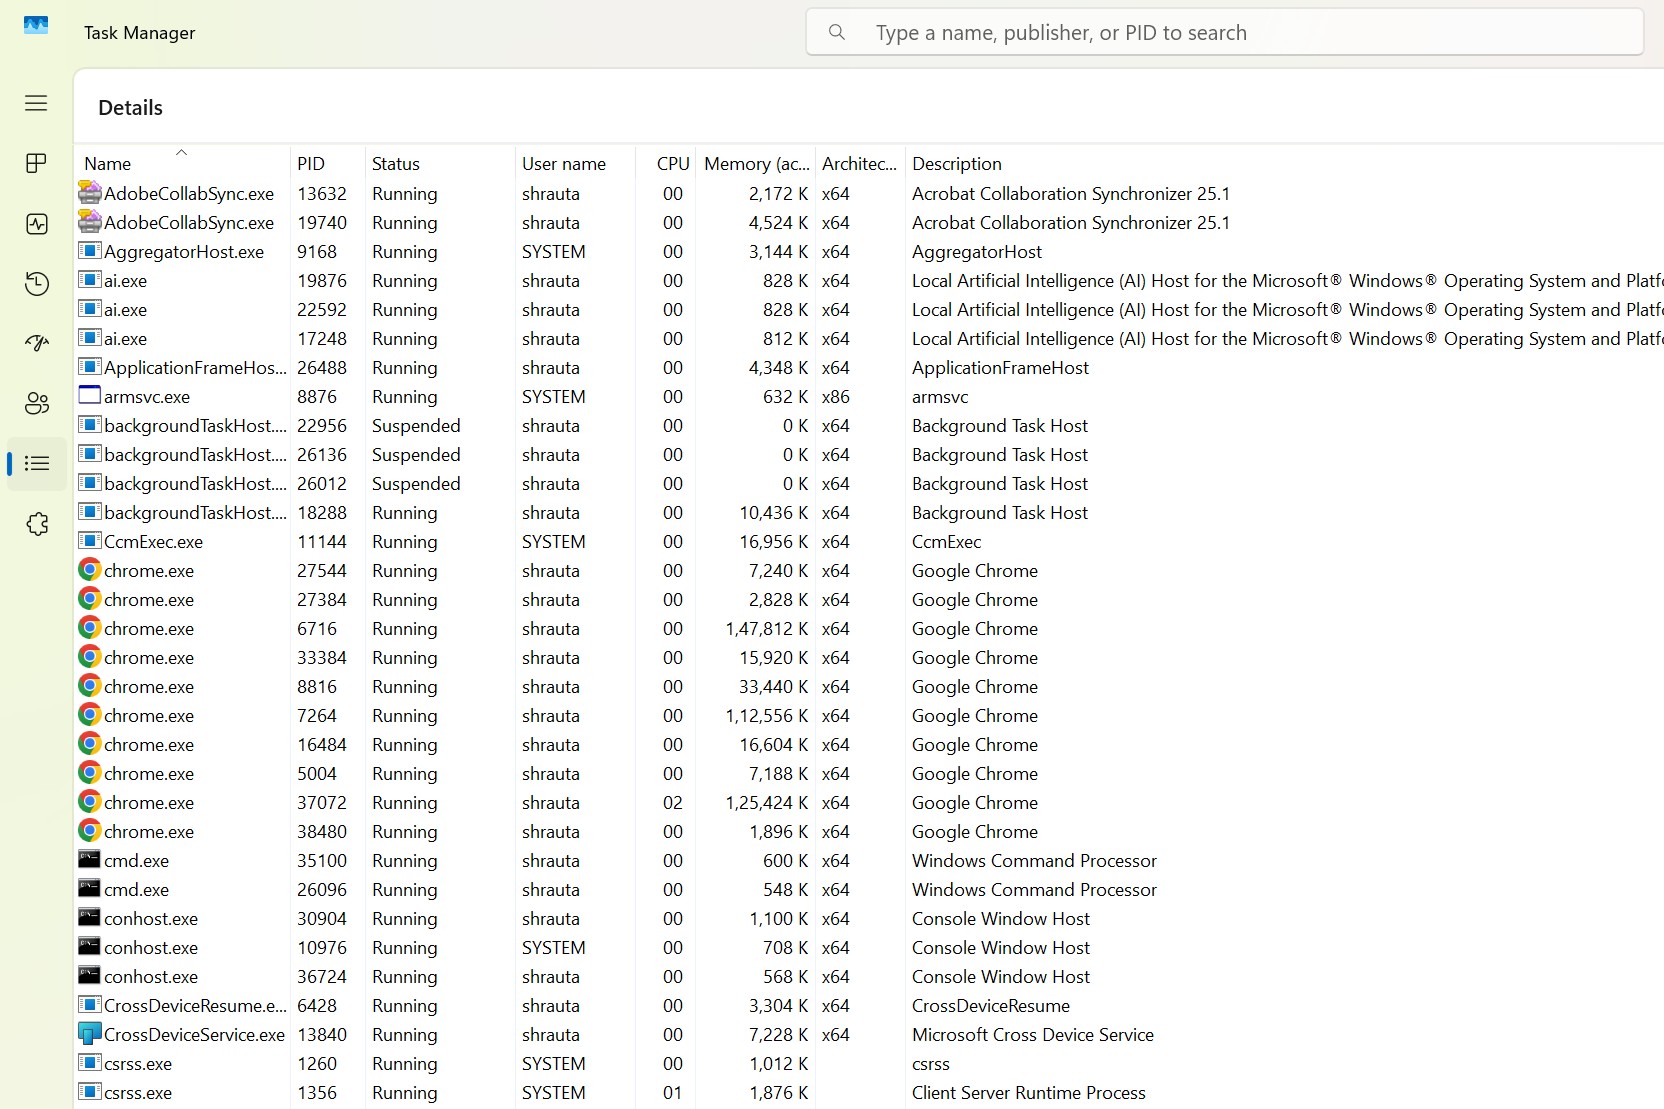 Task Manager
Type a name, publisher, or PID to search
Details
Name PID Status User name CPU Memory (ac... Architec... Description
AdobeCollabSync.exe 13632 Running shrauta 00 2,172 K x64 Acrobat Collaboration Synchronizer 25.1
AdobeCollabSync.exe 19740 Running shrauta 00 4,524 K x64 Acrobat Collaboration Synchronizer 25.1
AggregatorHost.exe 9168 Running SYSTEM 00 3,144 K x64 AggregatorHost
ai.exe 19876 Running shrauta 00 828 K x64 Local Artificial Intelligence (AI) Host for the Microsoft® Windows® Operating System and Platfo
ai.exe 22592 Running shrauta 00 828 K x64 Local Artificial Intelligence (AI) Host for the Microsoft® Windows® Operating System and Platfo
ai.exe 17248 Running shrauta 00 812 K x64 Local Artificial Intelligence (AI) Host for the Microsoft® Windows® Operating System and Platfo
ApplicationFrameHos... 26488 Running shrauta 00 4,348 K x64 ApplicationFrameHost
armsvc.exe 8876 Running SYSTEM 00 632 K x86 armsvc
backgroundTaskHost.... 22956 Suspended shrauta 00 0 K x64 Background Task Host
backgroundTaskHost.... 26136 Suspended shrauta 00 0 K x64 Background Task Host
backgroundTaskHost.... 26012 Suspended shrauta 00 0 K x64 Background Task Host
backgroundTaskHost.... 18288 Running shrauta 00 10,436 K x64 Background Task Host
CcmExec.exe 11144 Running SYSTEM 00 16,956 K x64 CcmExec
chrome.exe 27544 Running shrauta 00 7,240 K x64 Google Chrome
chrome.exe 27384 Running shrauta 00 2,828 K x64 Google Chrome
chrome.exe 6716 Running shrauta 00 1,47,812 K x64 Google Chrome
chrome.exe 33384 Running shrauta 00 15,920 K x64 Google Chrome
chrome.exe 8816 Running shrauta 00 33,440 K x64 Google Chrome
chrome.exe 7264 Running shrauta 00 1,12,556 K x64 Google Chrome
chrome.exe 16484 Running shrauta 00 16,604 K x64 Google Chrome
chrome.exe 5004 Running shrauta 00 7,188 K x64 Google Chrome
chrome.exe 37072 Running shrauta 02 1,25,424 K x64 Google Chrome
chrome.exe 38480 Running shrauta 00 1,896 K x64 Google Chrome
cmd.exe 35100 Running shrauta 00 600 K x64 Windows Command Processor
cmd.exe 26096 Running shrauta 00 548 K x64 Windows Command Processor
conhost.exe 30904 Running shrauta 00 1,100 K x64 Console Window Host
conhost.exe 10976 Running SYSTEM 00 708 K x64 Console Window Host
conhost.exe 36724 Running shrauta 00 568 K x64 Console Window Host
CrossDeviceResume.e... 6428 Running shrauta 00 3,304 K x64 CrossDeviceResume
CrossDeviceService.exe 13840 Running shrauta 00 7,228 K x64 Microsoft Cross Device Service
csrss.exe 1260 Running SYSTEM 00 1,012 K csrss
csrss.exe 1356 Running SYSTEM 01 1,876 K Client Server Runtime Process